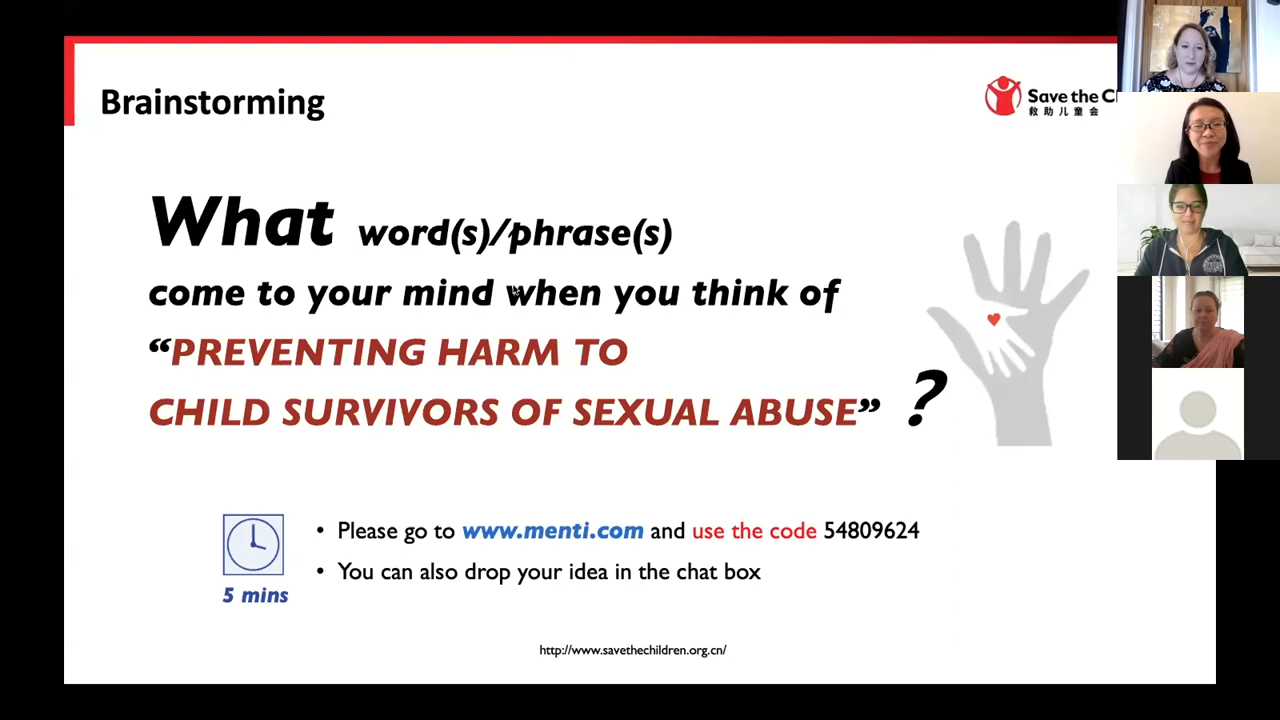 Brainstorming
Save the C
救助儿童会
What word(s)/phrase(s)
come to your mind when you think of
“PREVENTING HARM TO
CHILD SURVIVORS OF SEXUAL ABUSE” ?
• Please go to www.menti.com and use the code 54809624
• You can also drop your idea in the chat box
5 mins
http://www.savethechildren.org.cn/